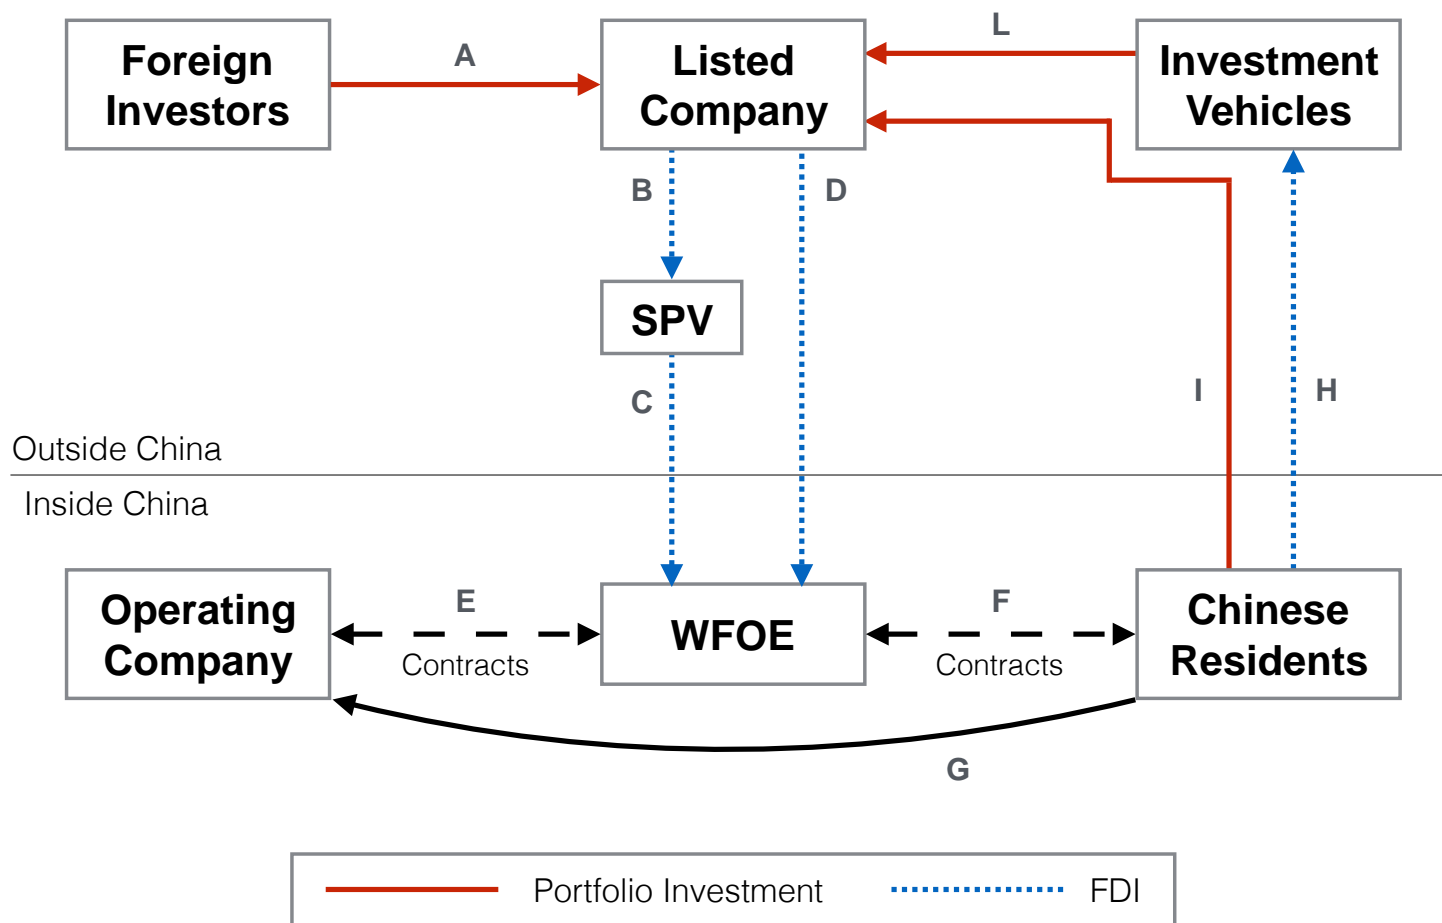 L
A
Foreign
Investors
Listed
Company
Investment
Vehicles
B
D
SPV
C
I
H
Outside China
Inside China
Operating
Company
E
Contracts
WFOE
F
Contracts
Chinese
Residents
G
Portfolio Investment
FDI